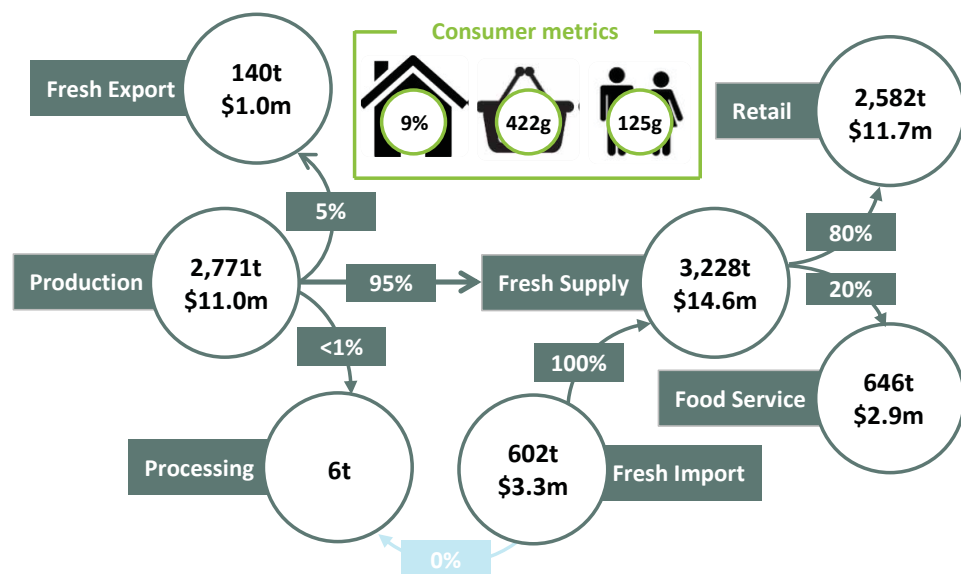 Consumer metrics
Fresh Export
140t
$1.0m
9%
422g
125g
Retail
2,582t
$11.7m
5%
80%
Production
2,771t
$11.0m
95%
Fresh Supply
3,228t
$14.6m
20%
<1%
100%
Food Service
646t
$2.9m
Processing
6t
602t
$3.3m
Fresh Import
0%